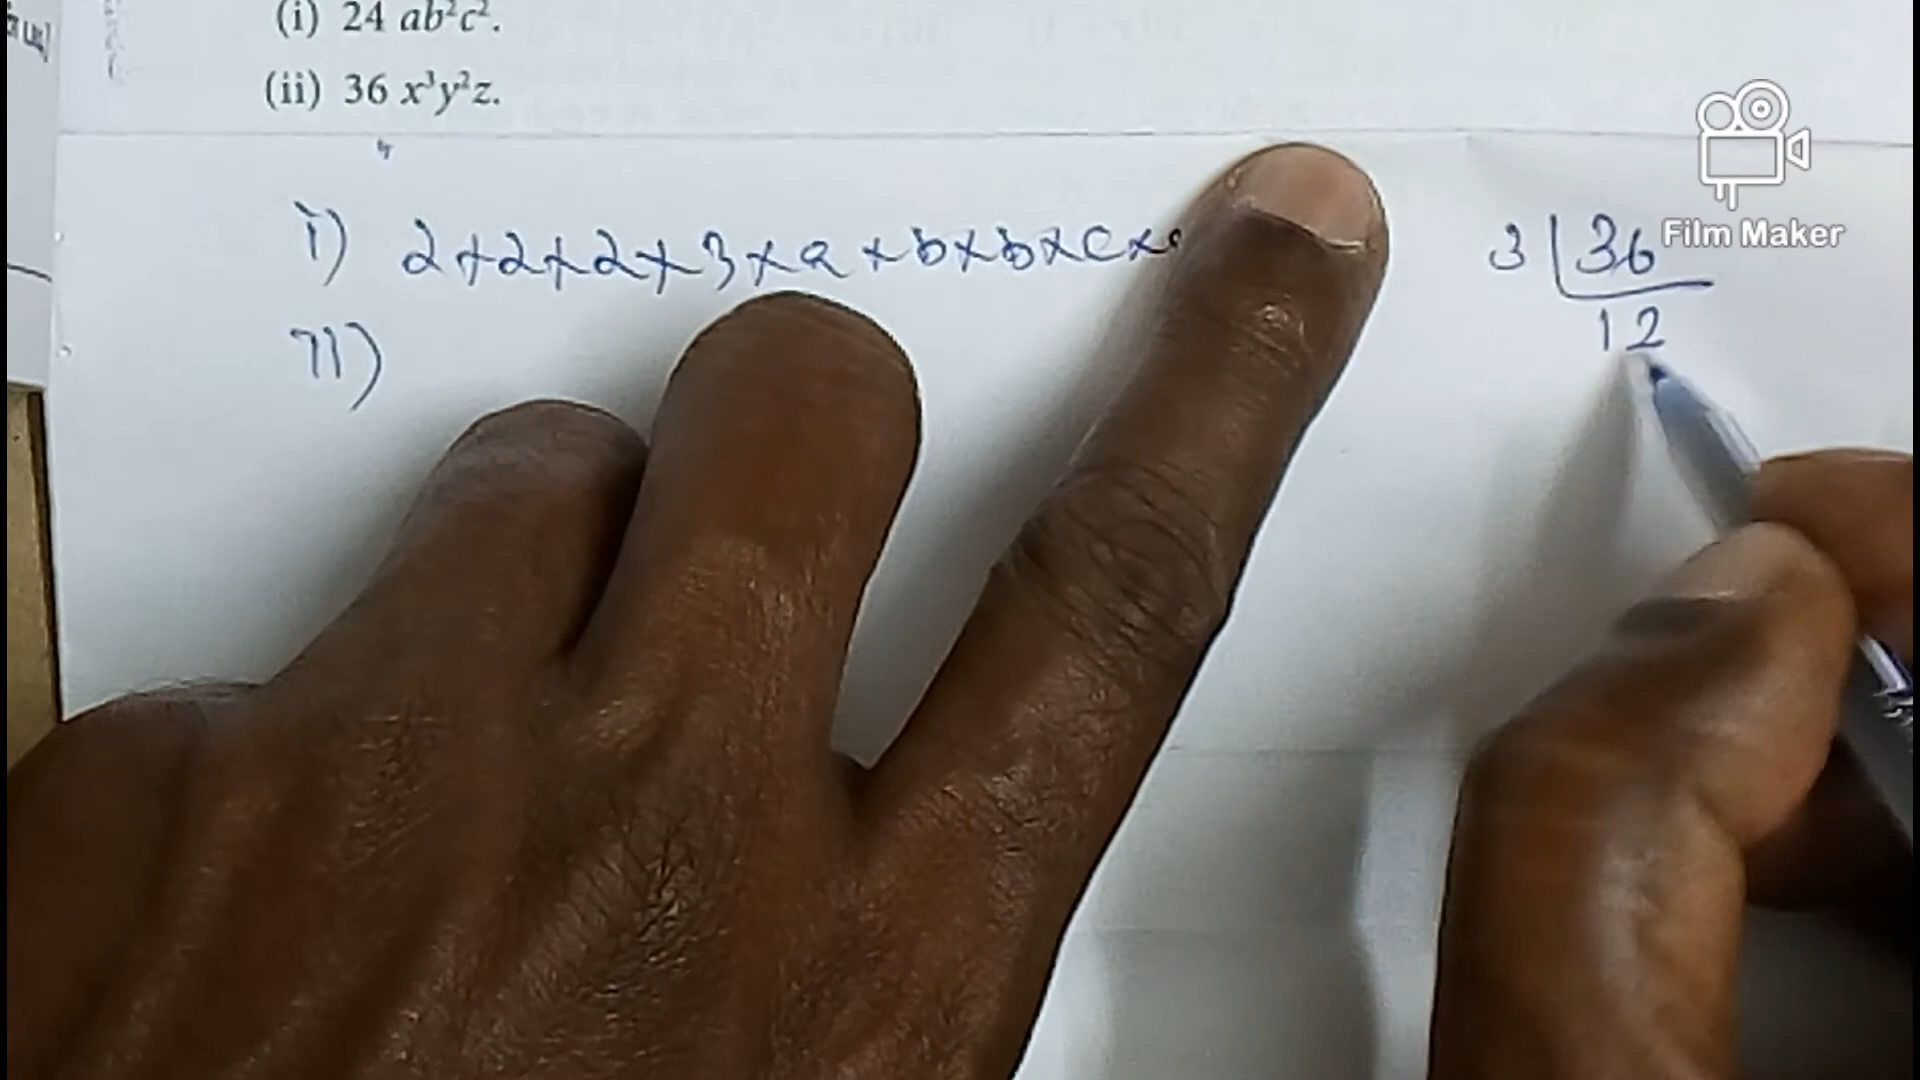 (i) 24 ab²c².
(ii) 36 x³y²z.
i) 2×2×2×3×a×b×b×c×
ii)
3 | 36
12
Film Maker